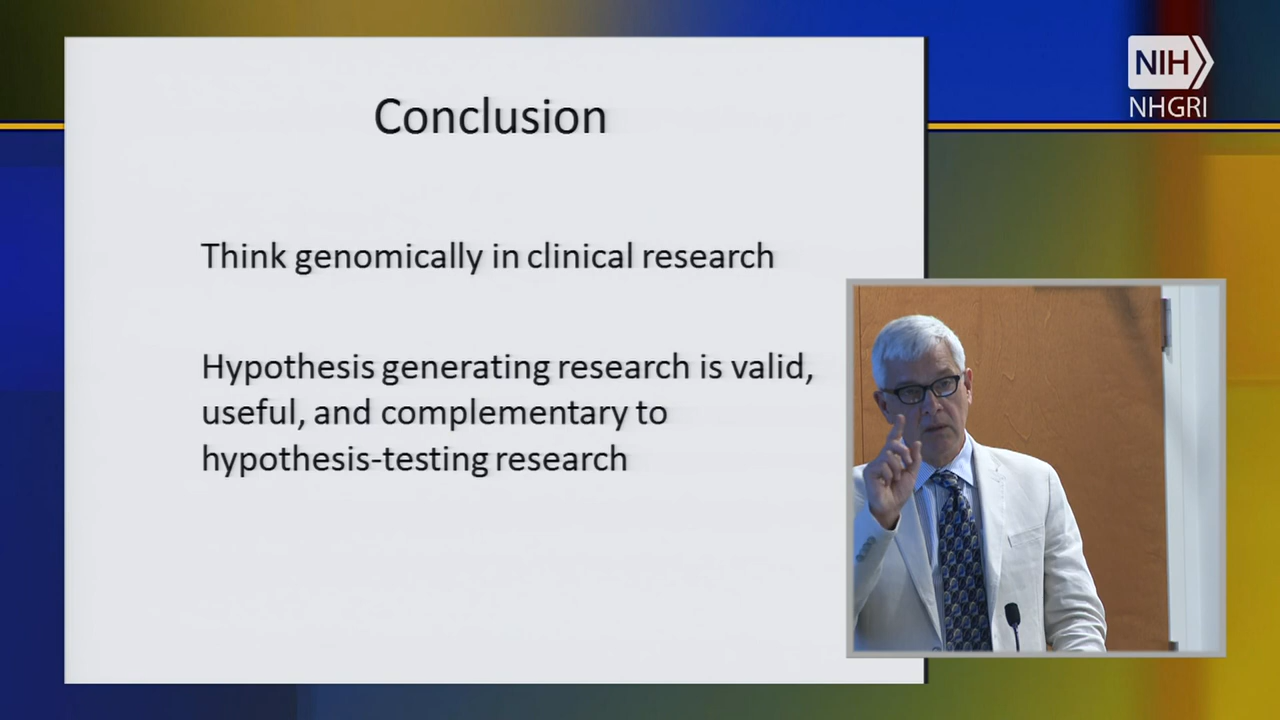 Conclusion
Think genomically in clinical research
Hypothesis generating research is valid,
useful, and complementary to
hypothesis-testing research
NIH
NHGRI